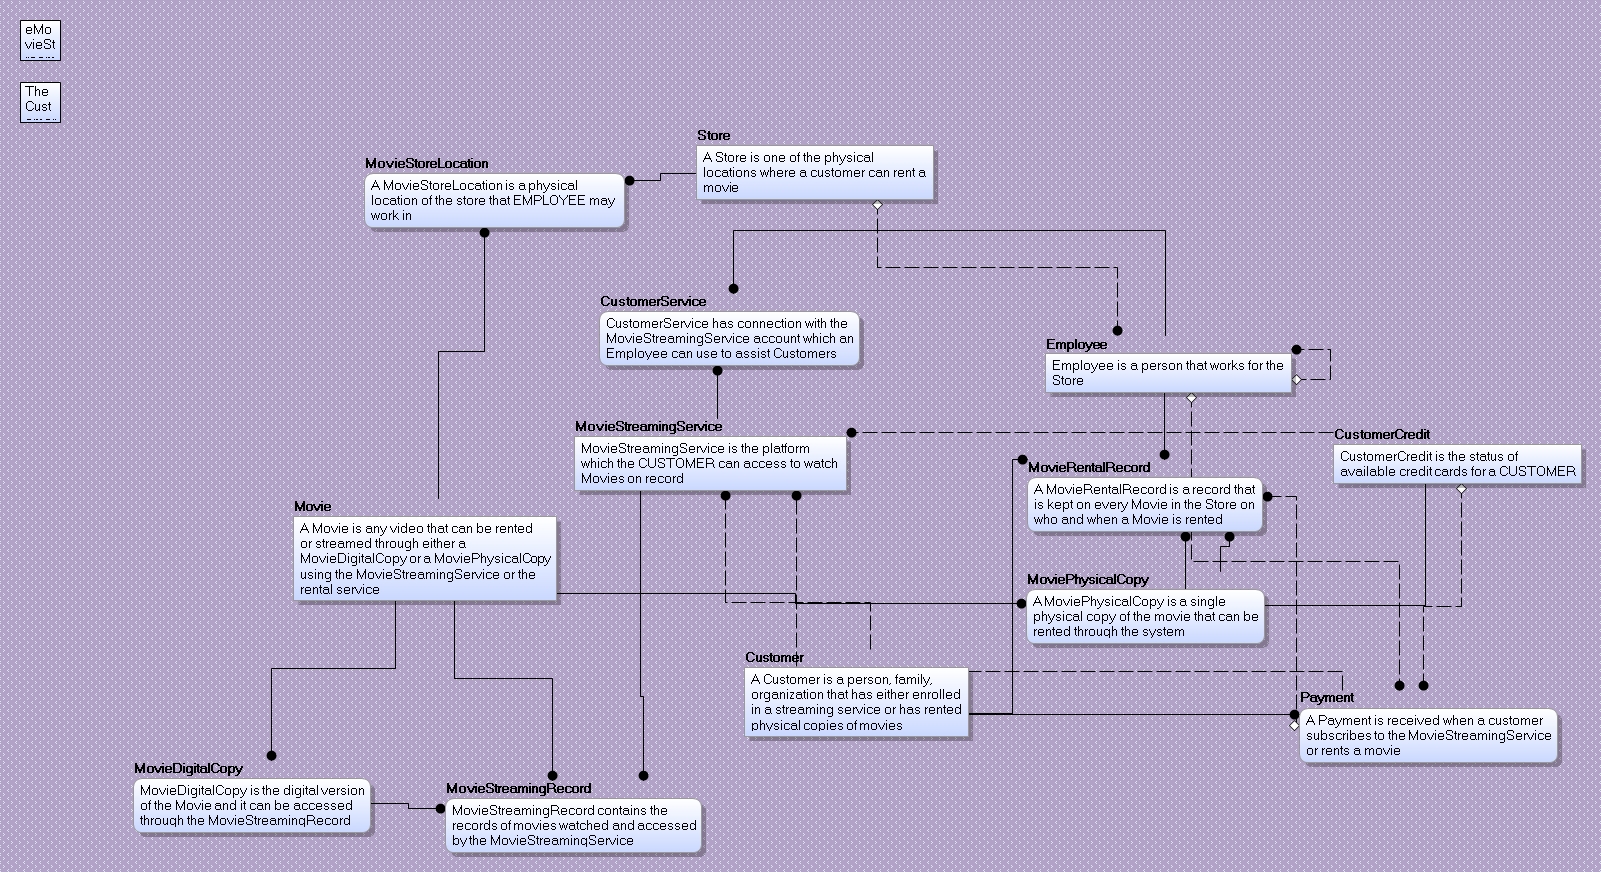 eMo
vieSt
The
Cust
Store
A Store is one of the physical
locations where a customer can rent a
movie
MovieStoreLocation
A MovieStoreLocation is a physical
location of the store that EMPLOYEE may
work in
CustomerService
CustomerService has connection with the
MovieStreamingService account which an
Employee can use to assist Customers
Employee
Employee is a person that works for the
Store
MovieStreamingService
MovieStreamingService is the platform
which the CUSTOMER can access to watch
Movies on record
CustomerCredit
CustomerCredit is the status of
available credit cards for a CUSTOMER
MovieRentalRecord
A MovieRentalRecord is a record that
is kept on every Movie in the Store on
who and when a Movie is rented
Movie
A Movie is any video that can be rented
or streamed through either a
MovieDigitalCopy or a MoviePhysicalCopy
using the MovieStreamingService or the
rental service
MoviePhysicalCopy
A MoviePhysicalCopy is a single
physical copy of the movie that can be
rented through the system
Customer
A Customer is a person, family,
organization that has either enrolled
in a streaming service or has rented
physical copies of movies
Payment
A Payment is received when a customer
subscribes to the MovieStreamingService
or rents a movie
MovieDigitalCopy
MovieDigitalCopy is the digital version
of the Movie and it can be accessed
through the MovieStreamingRecord
MovieStreamingRecord
MovieStreamingRecord contains the
records of movies watched and accessed
by the MovieStreamingService